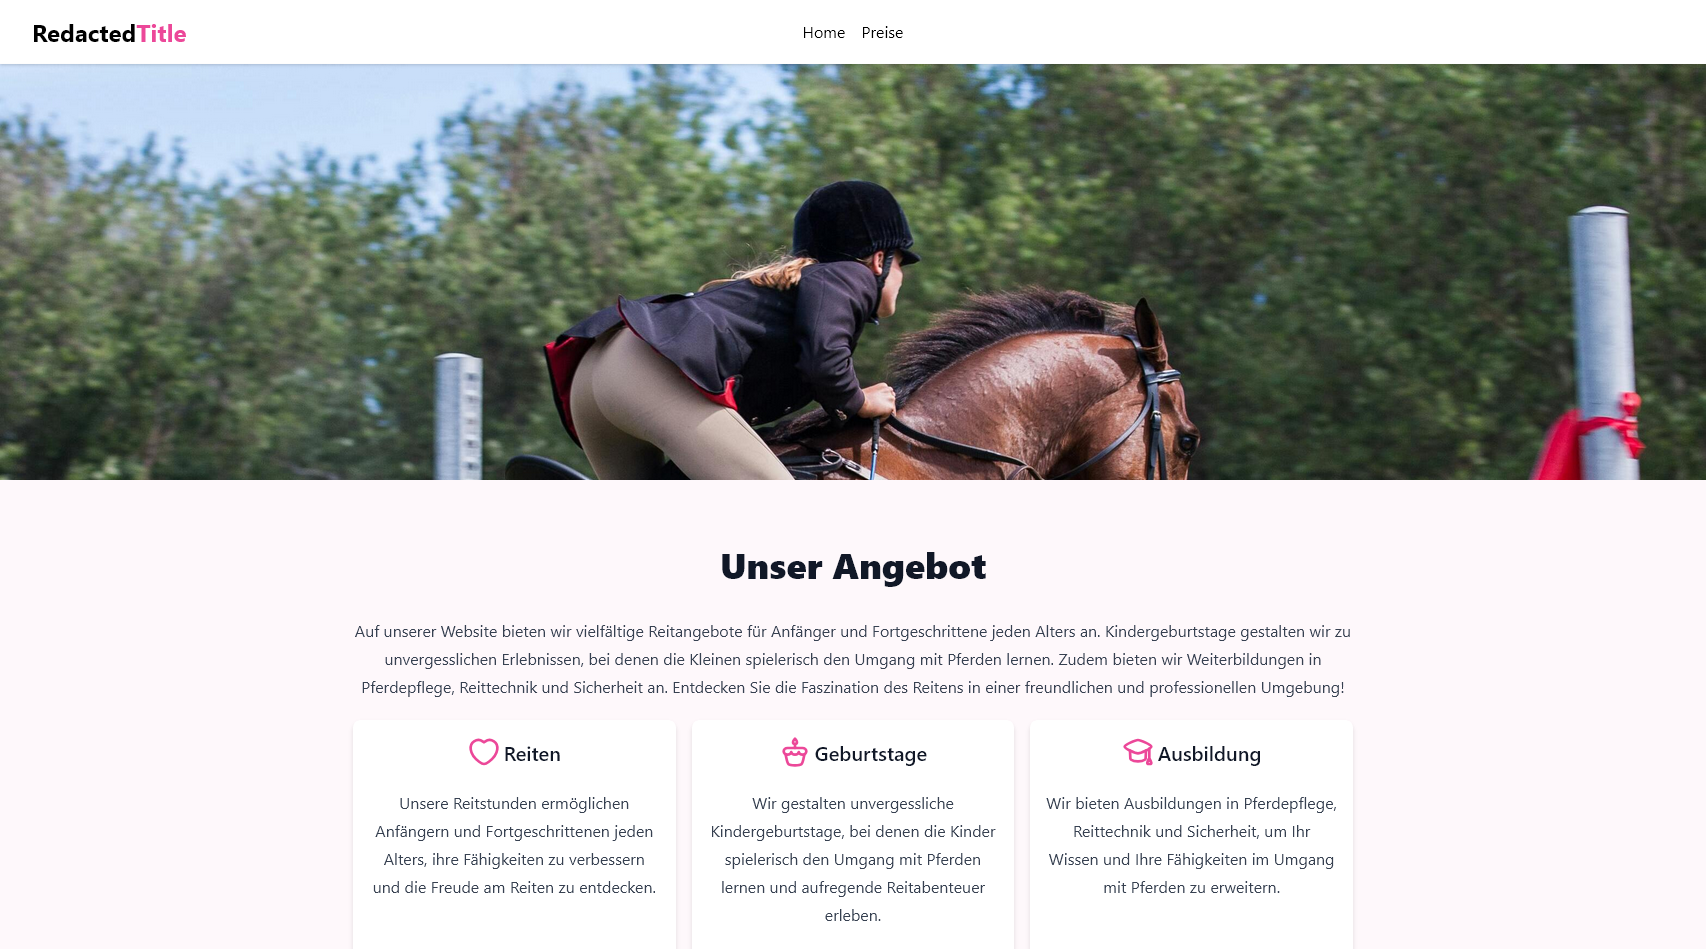 RedactedTitle
Home Preise
Unser Angebot
Auf unserer Website bieten wir vielfältige Reitangebote für Anfänger und Fortgeschrittene jeden Alters an. Kindergeburtstage gestalten wir zu
unvergesslichen Erlebnissen, bei denen die Kleinen spielerisch den Umgang mit Pferden lernen. Zudem bieten wir Weiterbildungen in
Pferdepflege, Reittechnik und Sicherheit an. Entdecken Sie die Faszination des Reitens in einer freundlichen und professionellen Umgebung!
Reiten
Unsere Reitstunden ermöglichen
Anfängern und Fortgeschrittenen jeden
Alters, ihre Fähigkeiten zu verbessern
und die Freude am Reiten zu entdecken.
Geburtstage
Wir gestalten unvergessliche
Kindergeburtstage, bei denen die Kinder
spielerisch den Umgang mit Pferden
lernen und aufregende Reitabenteuer
erleben.
Ausbildung
Wir bieten Ausbildungen in Pferdepflege,
Reittechnik und Sicherheit, um Ihr
Wissen und Ihre Fähigkeiten im Umgang
mit Pferden zu erweitern.